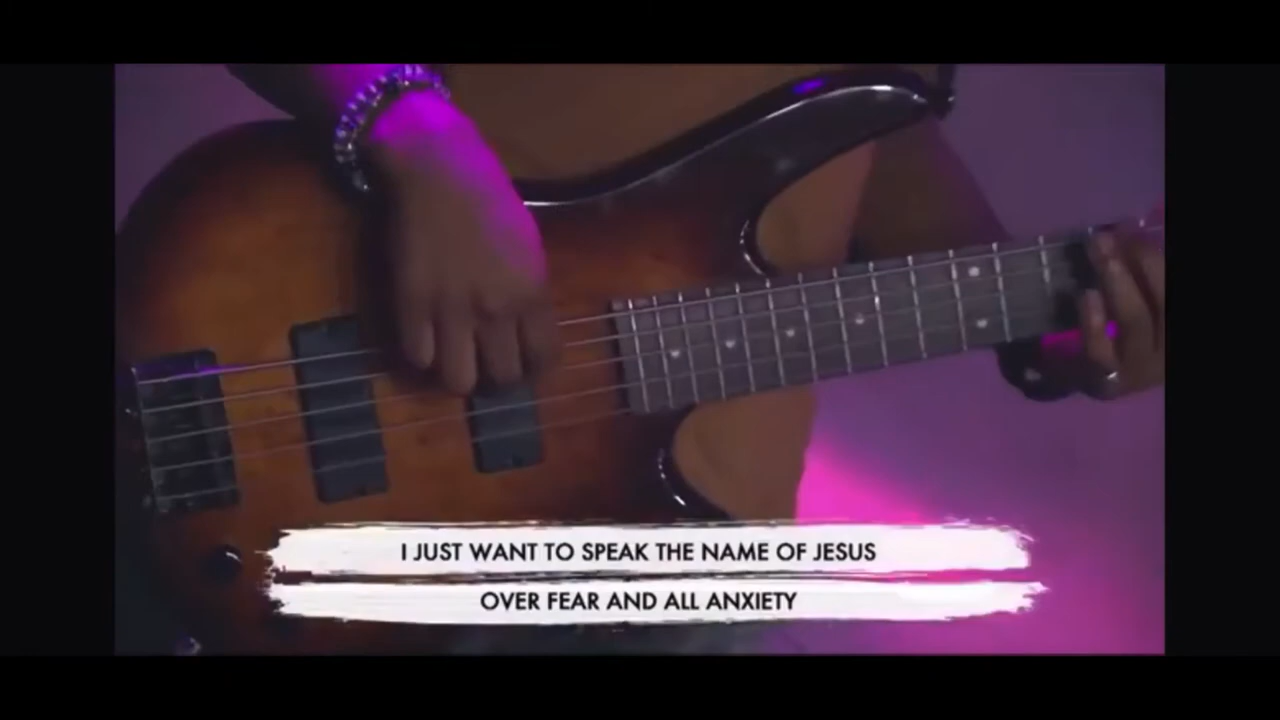 I JUST WANT TO SPEAK THE NAME OF JESUS
OVER FEAR AND ALL ANXIETY